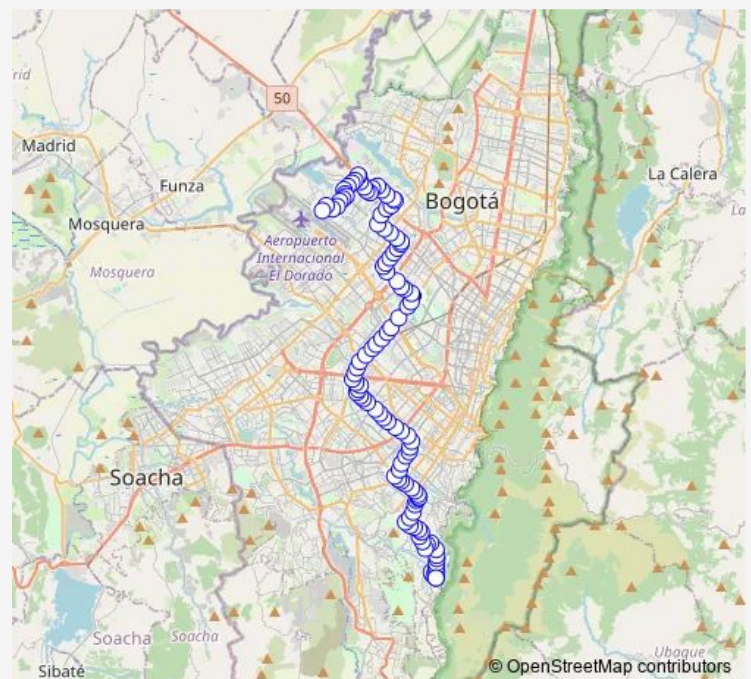 rid
50
Madrid
Funza
La Calera
Bogotá
La
Mosquera
Aeropuerto
Internacional
El Dorado
Mosquera
Soacha
Soacha
Soacha
Ubaque
Sibaté
© OpenStreetMap contributors